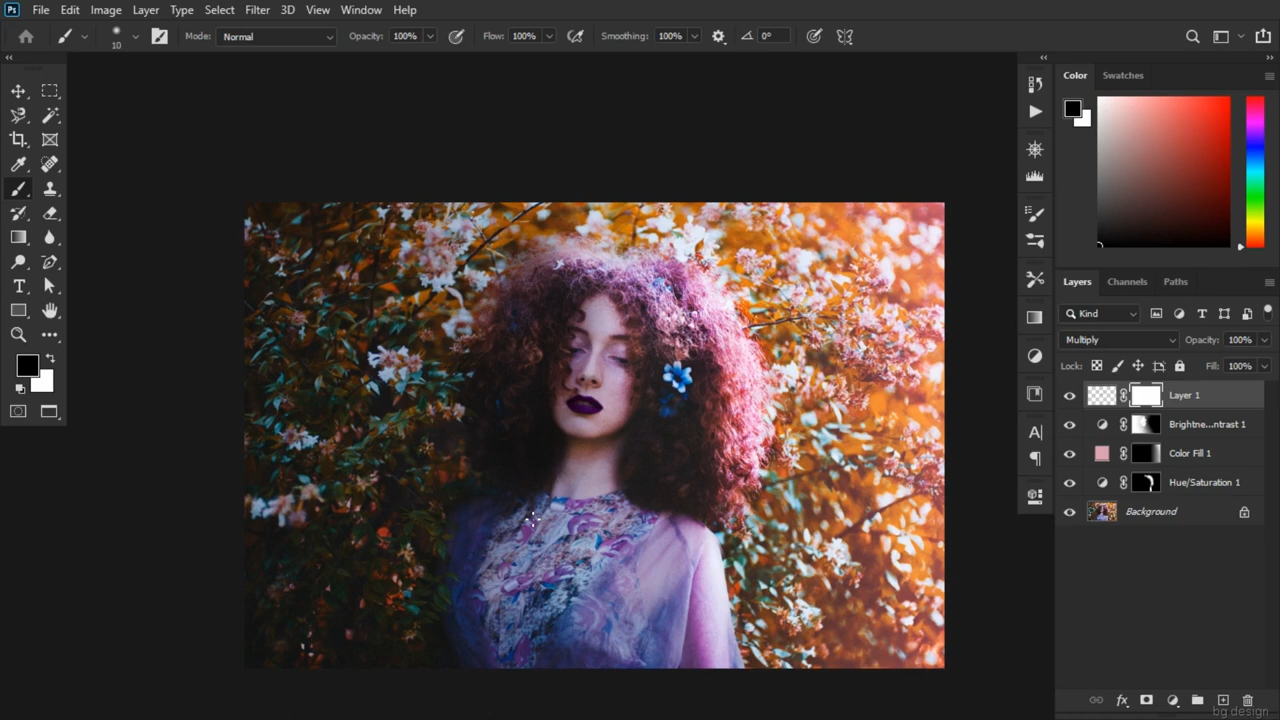 Ps File Edit Image Layer Type Select Filter 3D View Window Help
10 Mode: Normal Opacity: 100% Flow: 100% Smoothing: 100% 0°
Color Swatches
Layers Channels Paths
Kind T
Multiply Opacity: 100%
Lock: Fill: 100%
Layer 1
Brightne...ntrast 1
Color Fill 1
Hue/Saturation 1
Background
A
T
fx
bg design